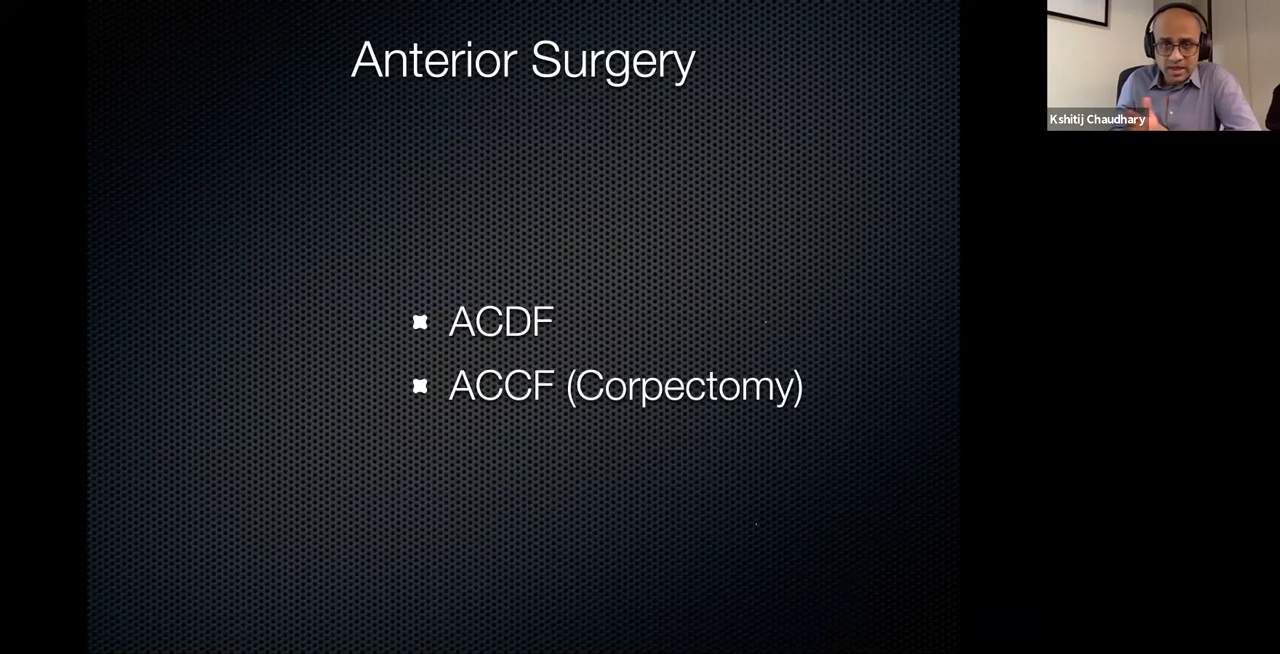 Anterior Surgery
Kshitij Chaudhary
ACDF
ACCF (Corpectomy)